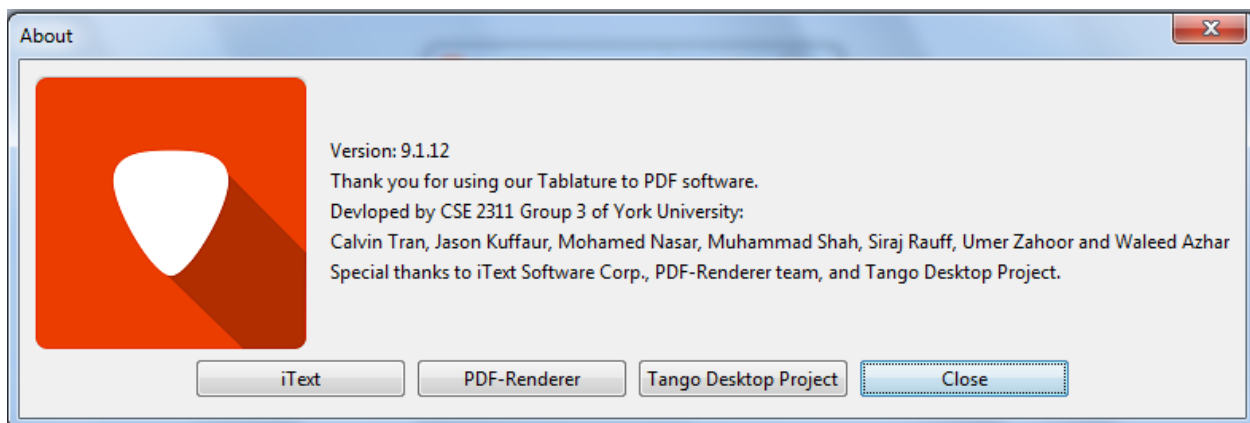 About
Version: 9.1.12
Thank you for using our Tablature to PDF software.
Devloped by CSE 2311 Group 3 of York University:
Calvin Tran, Jason Kuffaur, Mohamed Nasar, Muhammad Shah, Siraj Rauff, Umer Zahoor and Waleed Azhar
Special thanks to iText Software Corp., PDF-Renderer team, and Tango Desktop Project.
iText PDF-Renderer Tango Desktop Project Close